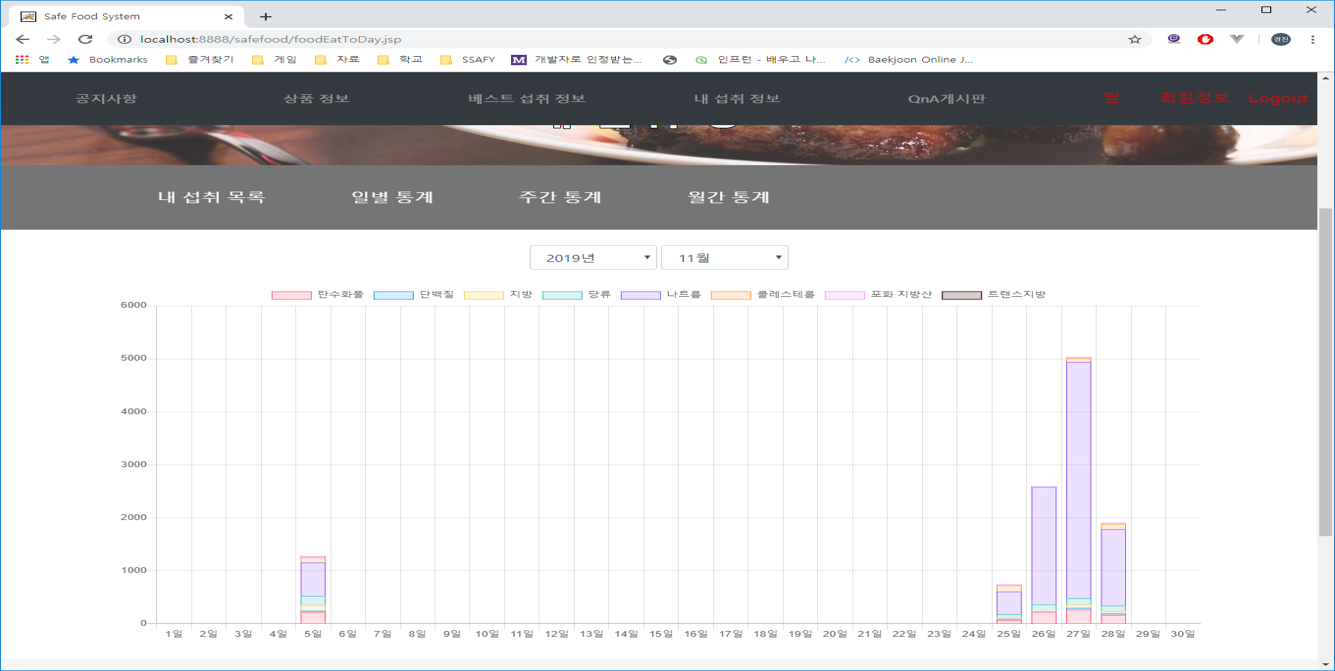 Safe Food System
localhost:8888/safefood/foodEatToDay.jsp
경진
앱 Bookmarks 즐겨찾기 게임 자료 학교 SSAFY 개발자로 인정받는... 인프런 - 배우고 나... Baekjoon Online J...
공지사항 상품 정보 베스트 섭취 정보 내 섭취 정보 QnA게시판 썸 회원정보 Logout
내 섭취 목록 일별 통계 주간 통계 월간 통계
2019년 11월
탄수화물 단백질 지방 당류 나트륨 콜레스테롤 포화 지방산 트랜스지방
6000
5000
4000
3000
2000
1000
0
1일 2일 3일 4일 5일 6일 7일 8일 9일 10일 11일 12일 13일 14일 15일 16일 17일 18일 19일 20일 21일 22일 23일 24일 25일 26일 27일 28일 29일 30일